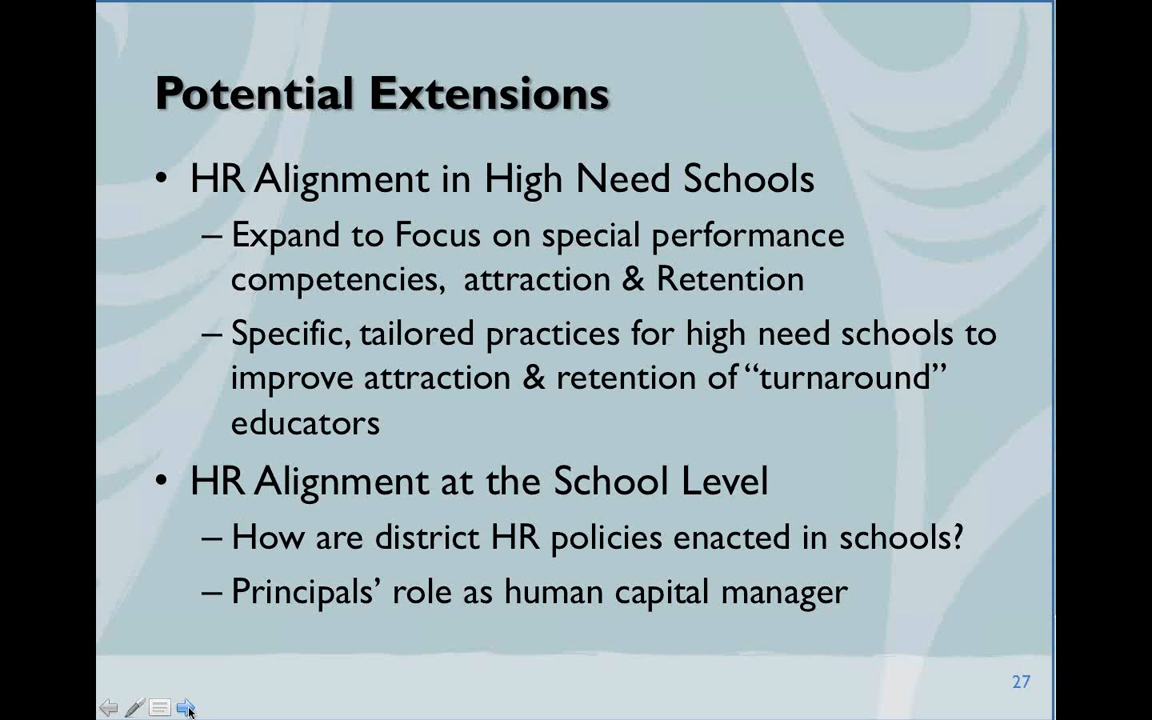 Potential Extensions
• HR Alignment in High Need Schools
– Expand to Focus on special performance
competencies,  attraction & Retention
– Specific, tailored practices for high need schools to
improve attraction & retention of “turnaround”
educators
• HR Alignment at the School Level
– How are district HR policies enacted in schools?
– Principals’ role as human capital manager
27